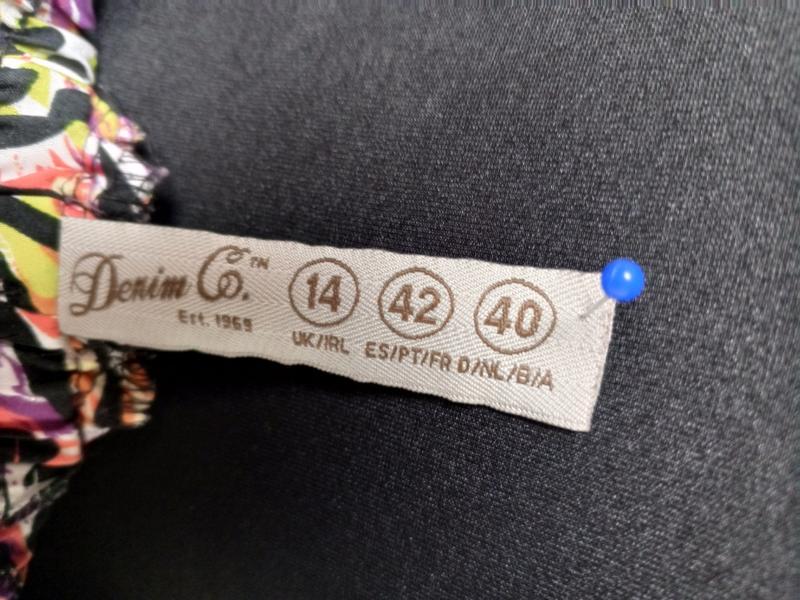 Denim Co.™ 14 42 40
Est. 1969 UK/IRL ES/PT/FR D/NL/B/A